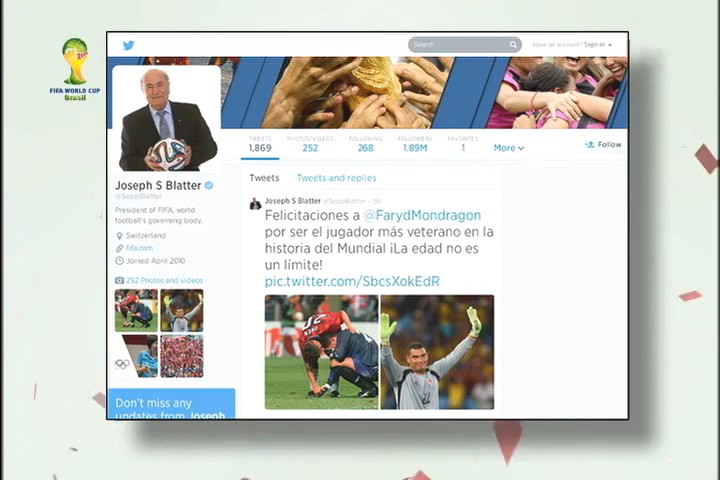 FIFA WORLD CUP
Brasil
Search
Have an account? Sign in
TWEETS
1,869
PHOTOS/VIDEOS
252
FOLLOWING
268
FOLLOWERS
1.89M
FAVORITES
1
More
Follow
Joseph S Blatter
@SeppBlatter
President of FIFA, world
football's governing body.
Switzerland
fifa.com
Joined April 2010
252 Photos and videos
Don't miss any
updates from Joseph
Tweets
Tweets and replies
Joseph S Blatter @SeppBlatter
Felicitaciones a @FarydMondragon
por ser el jugador más veterano en la
historia del Mundial ¡La edad no es
un límite!
pic.twitter.com/SbcsXokEdR